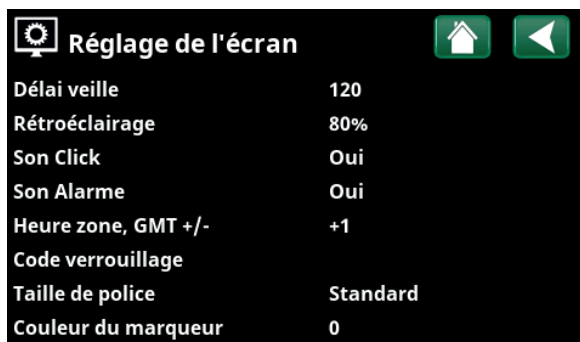 Réglage de l'écran
Délai veille 120
Rétroéclairage 80%
Son Click Oui
Son Alarme Oui
Heure zone, GMT +/- +1
Code verrouillage
Taille de police Standard
Couleur du marqueur 0